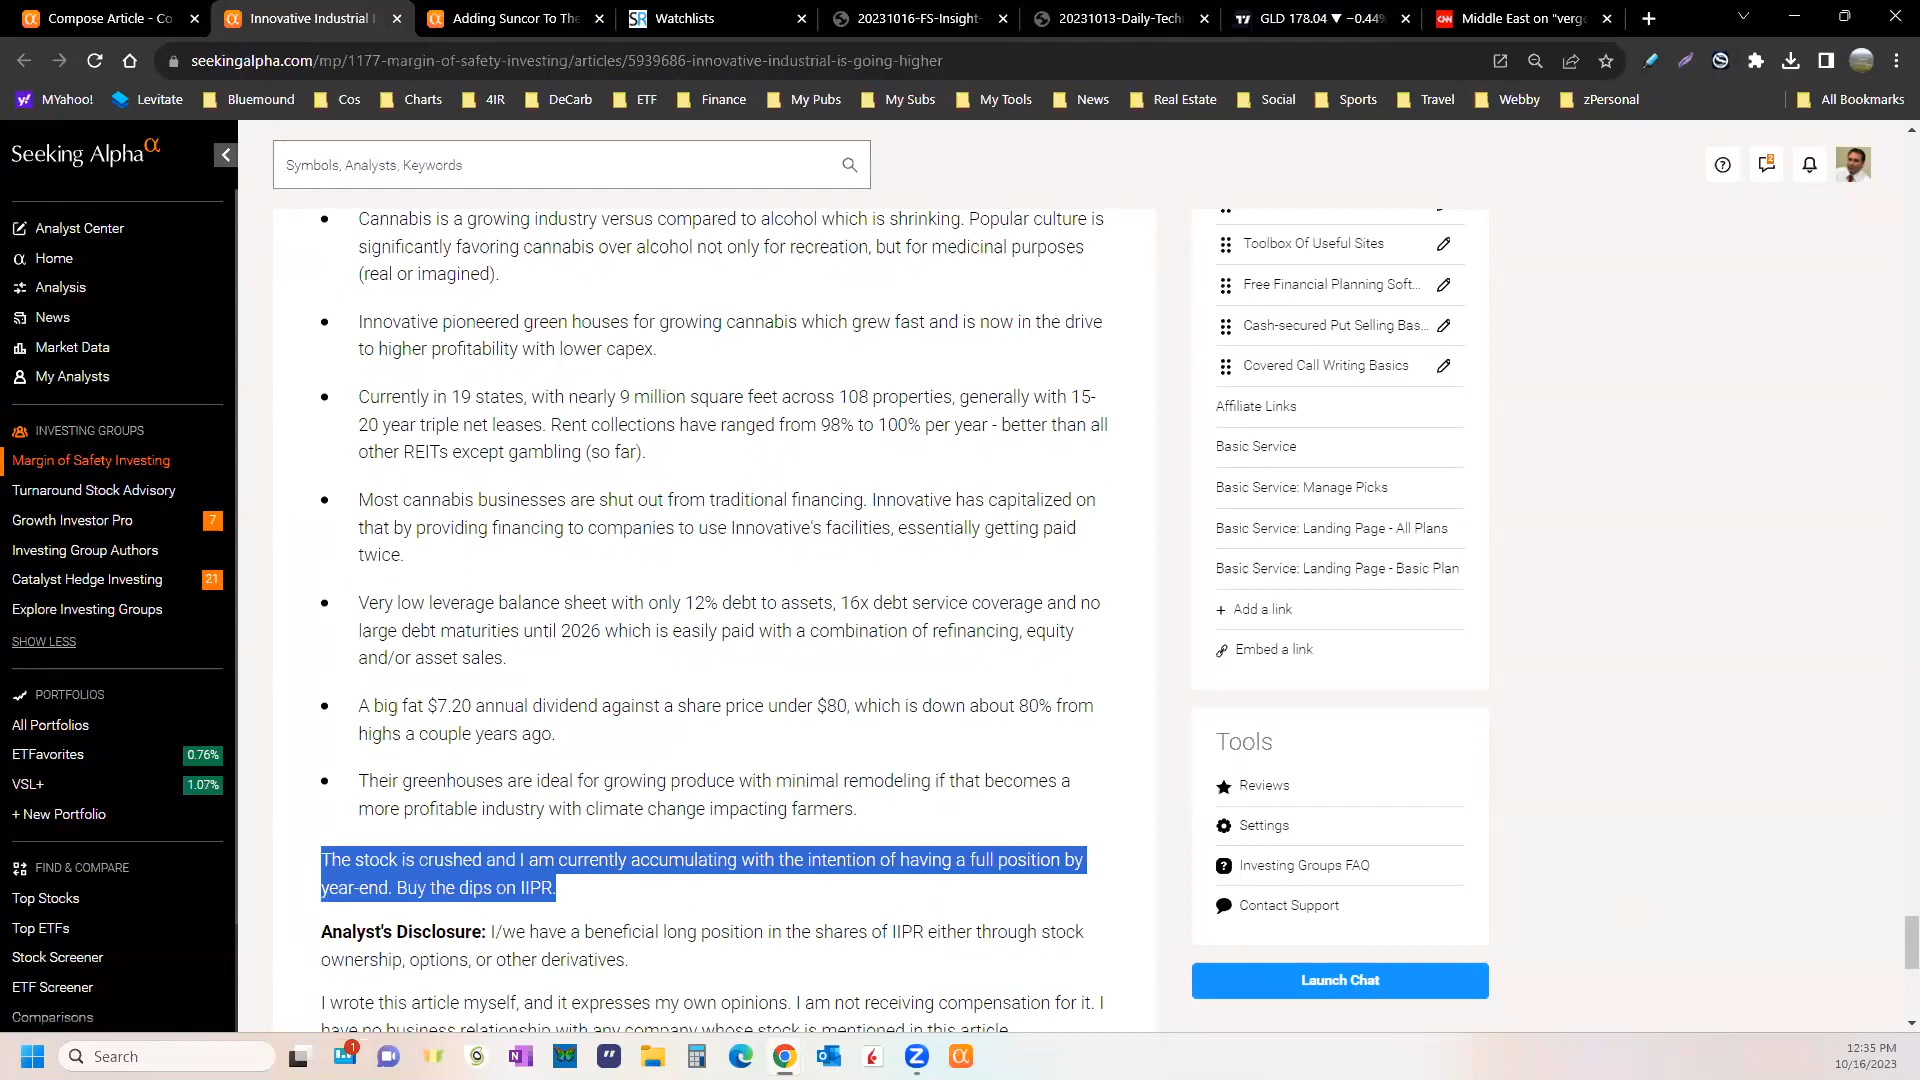 Compose Article - Co
Innovative Industrial I
Adding Suncor To The
Watchlists
20231016-FS-Insight-
20231013-Daily-Tech
GLD 178.04 ▼ −0.44%
Middle East on "verge
seekingalpha.com/mp/1177-margin-of-safety-investing/articles/5939686-innovative-industrial-is-going-higher
MYahoo!
Levitate
Bluemound
Cos
Charts
4IR
DeCarb
ETF
Finance
My Pubs
My Subs
My Tools
News
Real Estate
Social
Sports
Travel
Webby
zPersonal
All Bookmarks
Seeking Alpha α
Symbols, Analysts, Keywords
2
Analyst Center
Home
Analysis
News
Market Data
My Analysts
INVESTING GROUPS
Margin of Safety Investing
Turnaround Stock Advisory
Growth Investor Pro 7
Investing Group Authors
Catalyst Hedge Investing 21
Explore Investing Groups
SHOW LESS
PORTFOLIOS
All Portfolios
ETFavorites 0.76%
VSL+ 1.07%
+ New Portfolio
FIND & COMPARE
Top Stocks
Top ETFs
Stock Screener
ETF Screener
Comparisons
• Cannabis is a growing industry versus compared to alcohol which is shrinking. Popular culture is
significantly favoring cannabis over alcohol not only for recreation, but for medicinal purposes
(real or imagined).
• Innovative pioneered green houses for growing cannabis which grew fast and is now in the drive
to higher profitability with lower capex.
• Currently in 19 states, with nearly 9 million square feet across 108 properties, generally with 15-
20 year triple net leases. Rent collections have ranged from 98% to 100% per year - better than all
other REITs except gambling (so far).
• Most cannabis businesses are shut out from traditional financing. Innovative has capitalized on
that by providing financing to companies to use Innovative's facilities, essentially getting paid
twice.
• Very low leverage balance sheet with only 12% debt to assets, 16x debt service coverage and no
large debt maturities until 2026 which is easily paid with a combination of refinancing, equity
and/or asset sales.
• A big fat $7.20 annual dividend against a share price under $80, which is down about 80% from
highs a couple years ago.
• Their greenhouses are ideal for growing produce with minimal remodeling if that becomes a
more profitable industry with climate change impacting farmers.
The stock is crushed and I am currently accumulating with the intention of having a full position by
year-end. Buy the dips on IIPR.
Analyst's Disclosure: I/we have a beneficial long position in the shares of IIPR either through stock
ownership, options, or other derivatives.
I wrote this article myself, and it expresses my own opinions. I am not receiving compensation for it. I
have no business relationship with any company whose stock is mentioned in this article.
Toolbox Of Useful Sites
Free Financial Planning Soft...
Cash-secured Put Selling Bas...
Covered Call Writing Basics
Affiliate Links
Basic Service
Basic Service: Manage Picks
Basic Service: Landing Page - All Plans
Basic Service: Landing Page - Basic Plan
+ Add a link
Embed a link
Tools
Reviews
Settings
Investing Groups FAQ
Contact Support
Launch Chat
Search
1
12:35 PM
10/16/2023